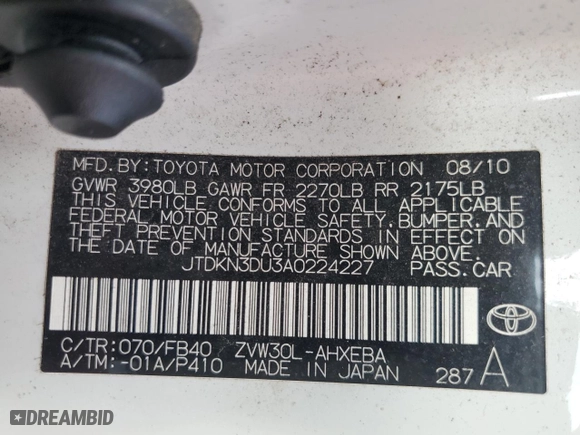 MFD.BY:TOYOTA MOTOR CORPORATION 08/10
GVWR 3980LB GAWR FR 2270LB RR 2175LB
THIS VEHICLE CONFORMS TO ALL APPLICABLE
FEDERAL MOTOR VEHICLE SAFETY, BUMPER, AND
THEFT PREVENTION STANDARDS IN EFFECT ON
THE DATE OF MANUFACTURE SHOWN ABOVE.
JTDKN3DU3A0224227 PASS.CAR
C/TR:070/FB40 ZVW30L-AHXEBA
A/TM:-01A/P410 MADE IN JAPAN 287 A
TOYOTA
DREAMBID